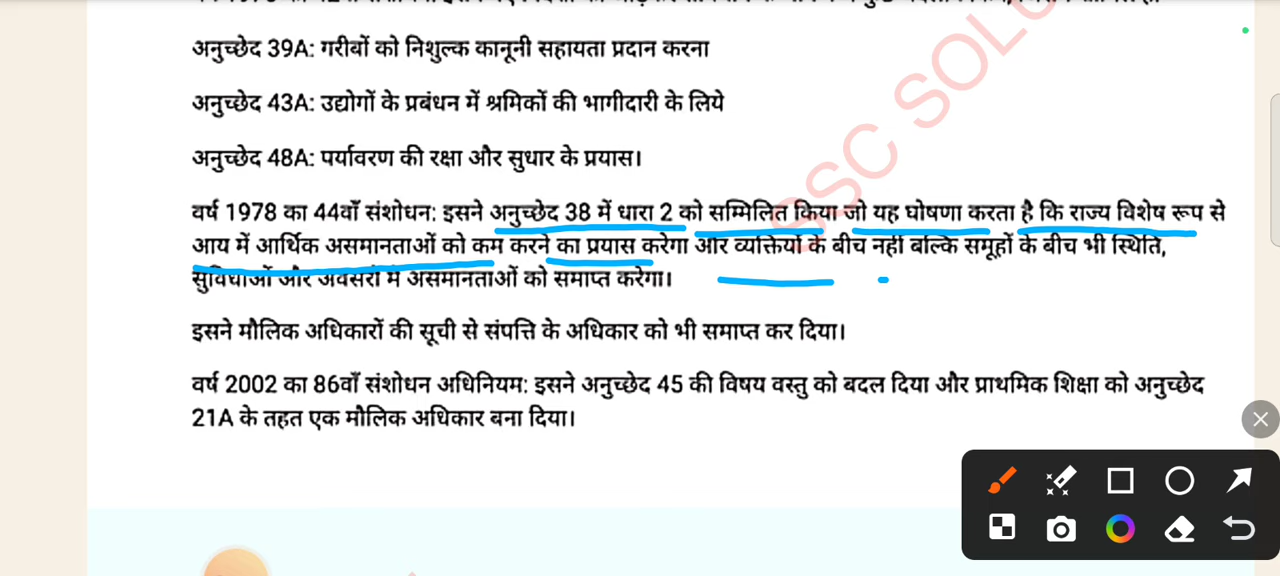 अनुच्छेद 39A: गरीबों को निशुल्क कानूनी सहायता प्रदान करना
अनुच्छेद 43A: उद्योगों के प्रबंधन में श्रमिकों की भागीदारी के लिये
अनुच्छेद 48A: पर्यावरण की रक्षा और सुधार के प्रयास।
वर्ष 1978 का 44वाँ संशोधन: इसने अनुच्छेद 38 में धारा 2 को सम्मिलित किया जो यह घोषणा करता है कि राज्य विशेष रूप से
आय में आर्थिक असमानताओं को कम करने का प्रयास करेगा और व्यक्तियों के बीच नहीं बल्कि समूहों के बीच भी स्थिति,
सुविधाओं और अवसरों में असमानताओं को समाप्त करेगा।
इसने मौलिक अधिकारों की सूची से संपत्ति के अधिकार को भी समाप्त कर दिया।
वर्ष 2002 का 86वाँ संशोधन अधिनियम: इसने अनुच्छेद 45 की विषय वस्तु को बदल दिया और प्राथमिक शिक्षा को अनुच्छेद
21A के तहत एक मौलिक अधिकार बना दिया।
SSC SOLU